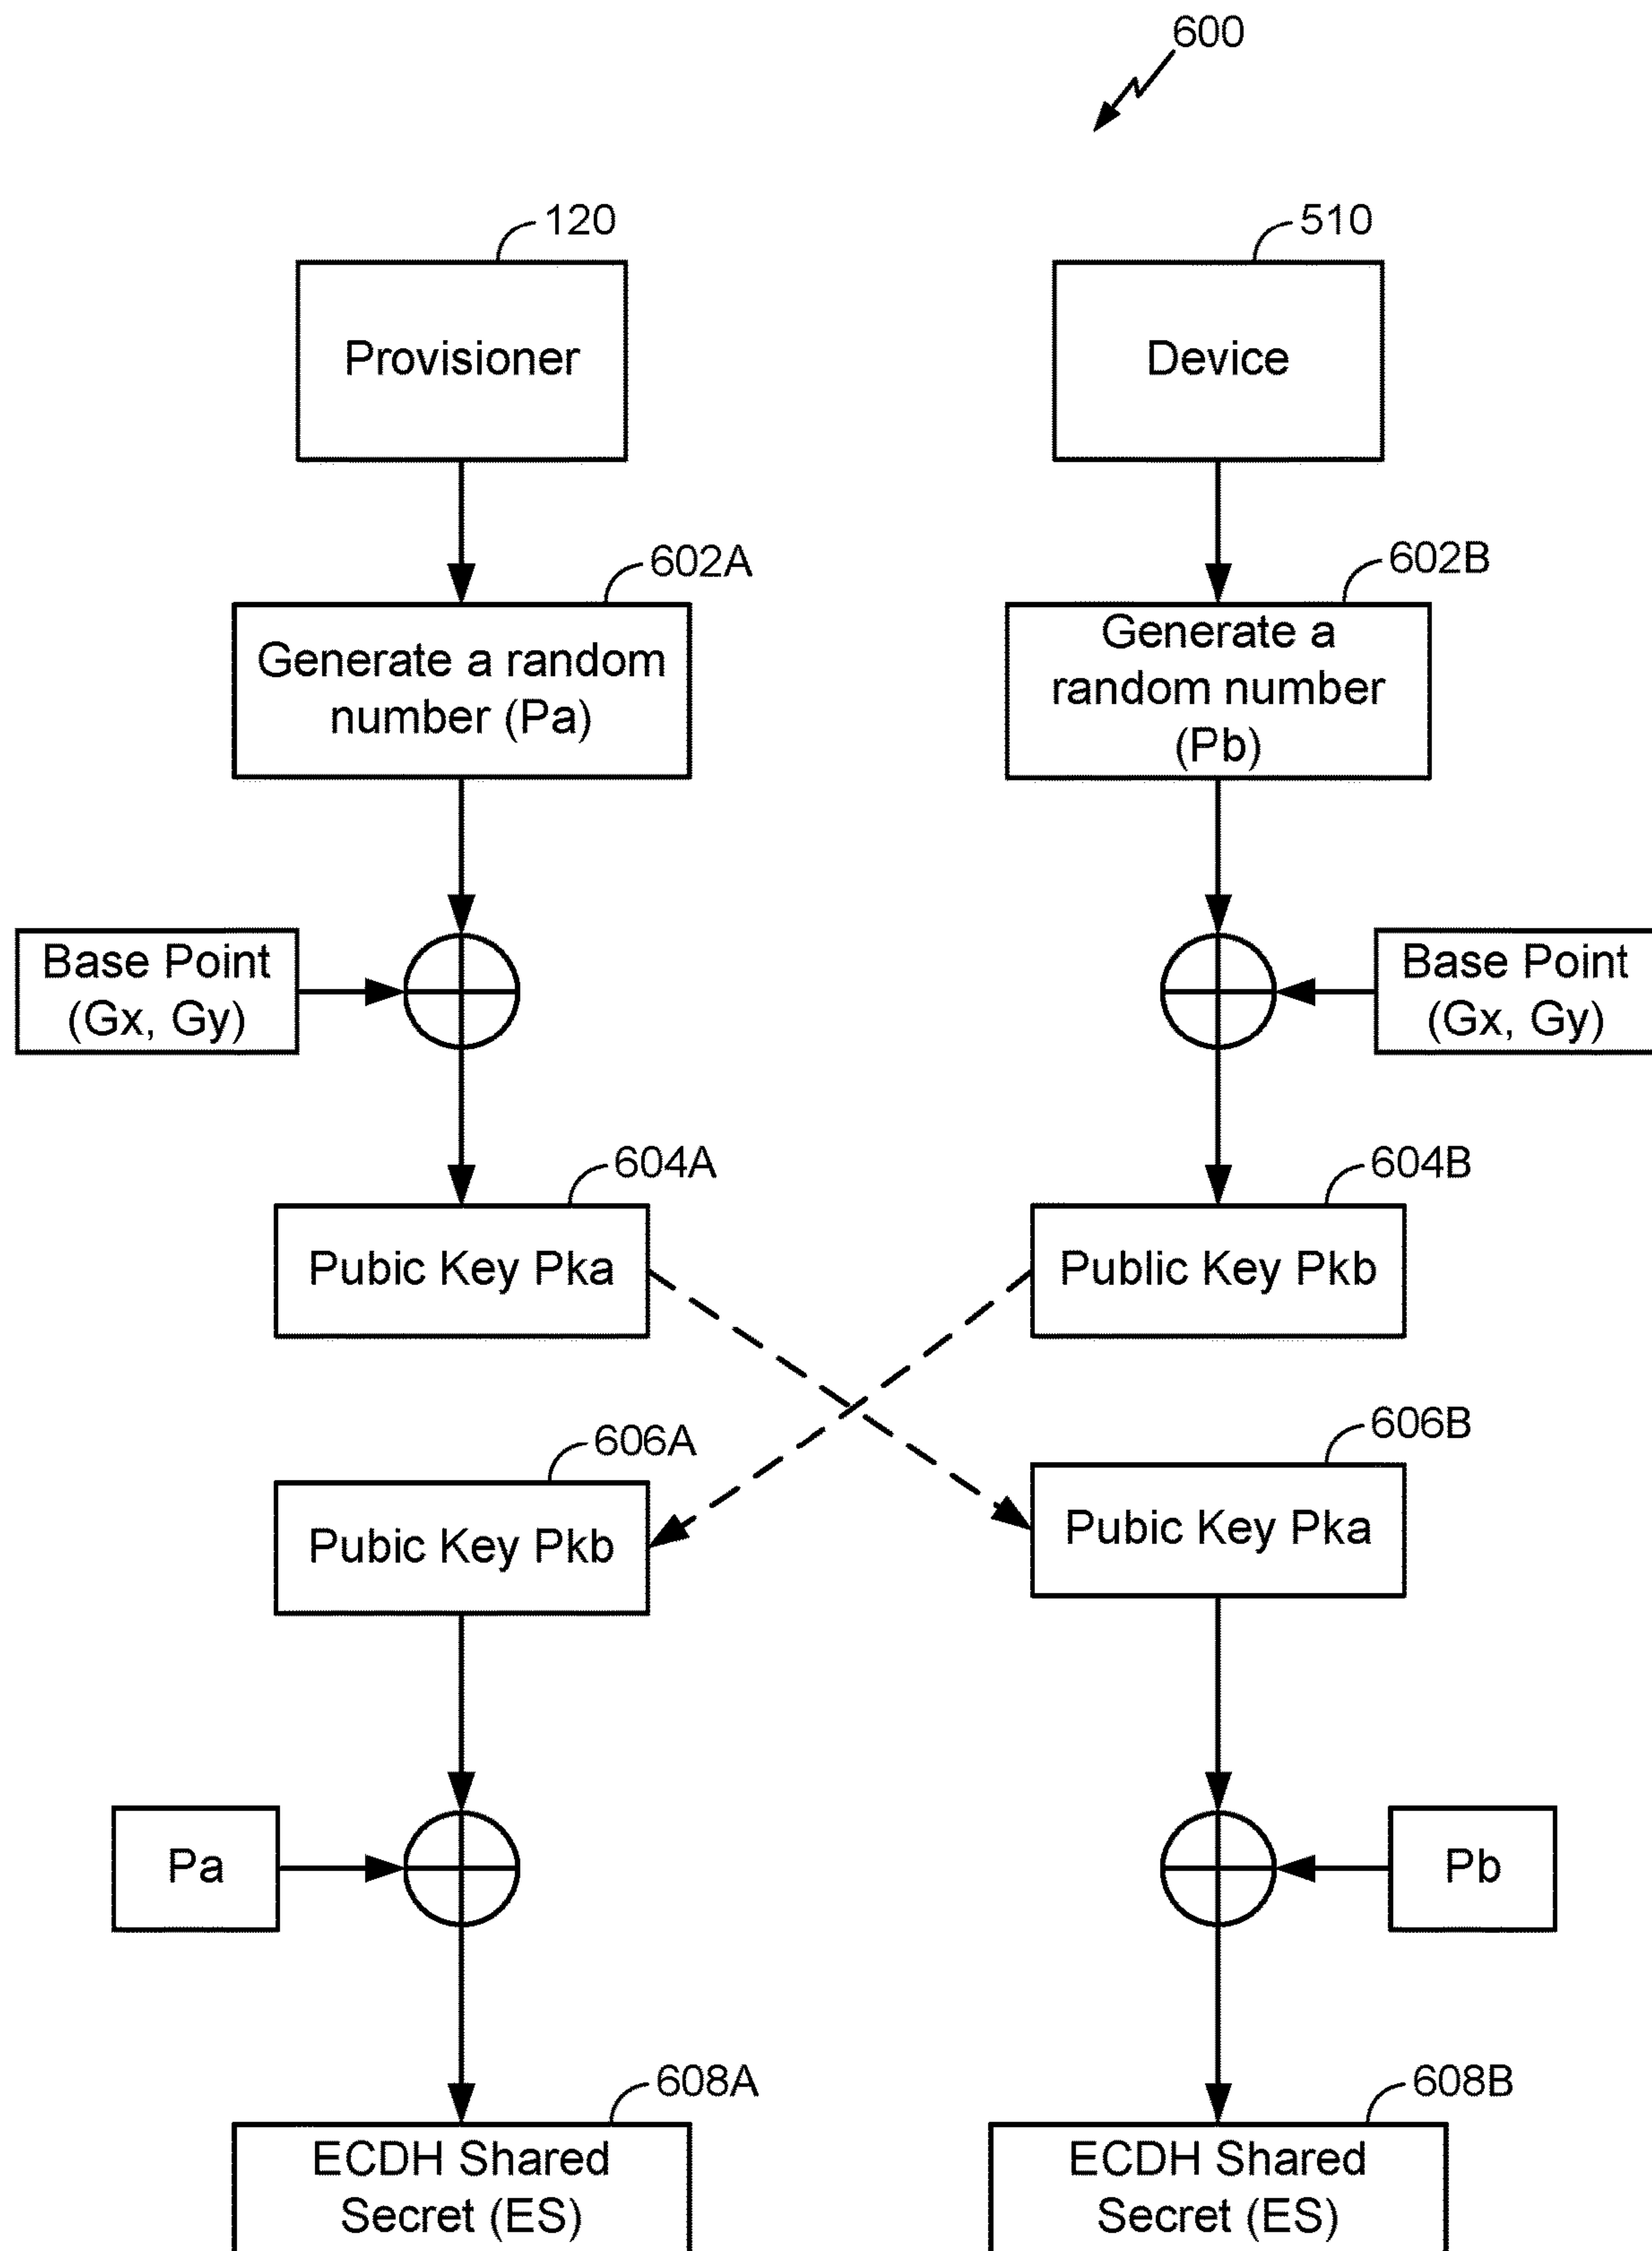 600
120
510
Provisioner
Device
602A
602B
Generate a random
number (Pa)
Generate a
random number
(Pb)
Base Point
(Gx, Gy)
Base Point
(Gx, Gy)
604A
604B
Pubic Key Pka
Public Key Pkb
606A
606B
Pubic Key Pkb
Pubic Key Pka
Pa
Pb
608A
608B
ECDH Shared
Secret (ES)
ECDH Shared
Secret (ES)